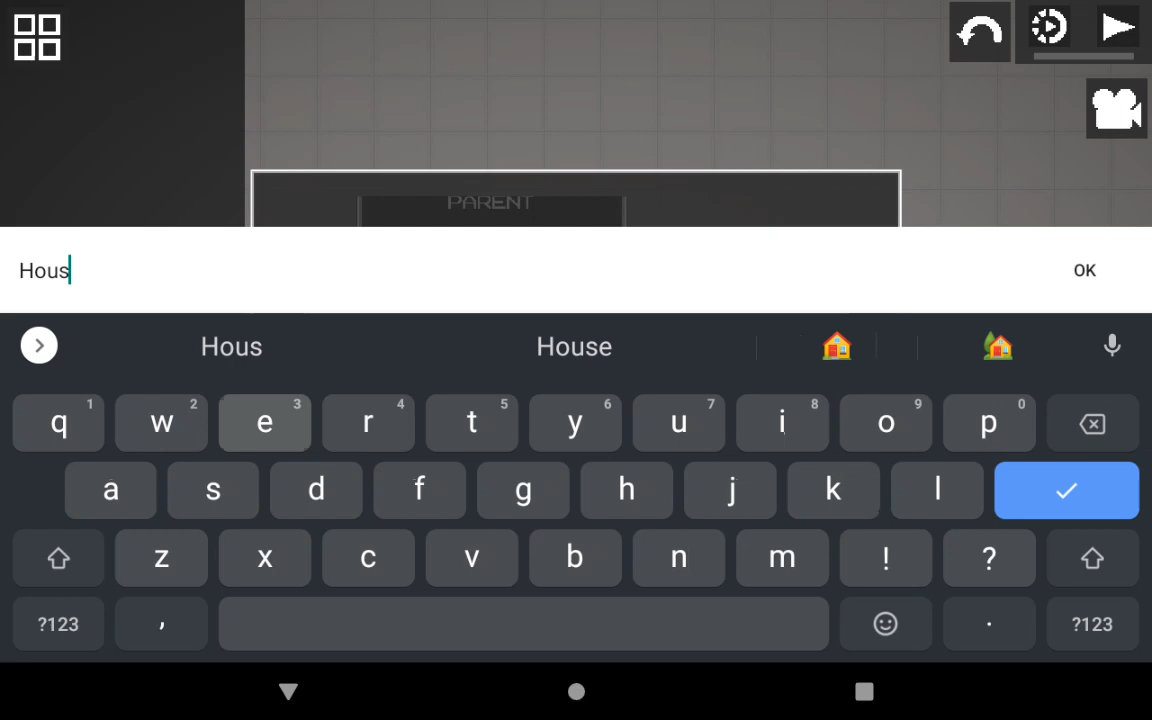 PARENT
Hous
OK
Hous House 🏠 🏡
q 1 w 2 e 3 r 4 t 5 y 6 u 7 i 8 o 9 p 0
a s d f g h j k l
z x c v b n m ! ?
?123 , . ?123